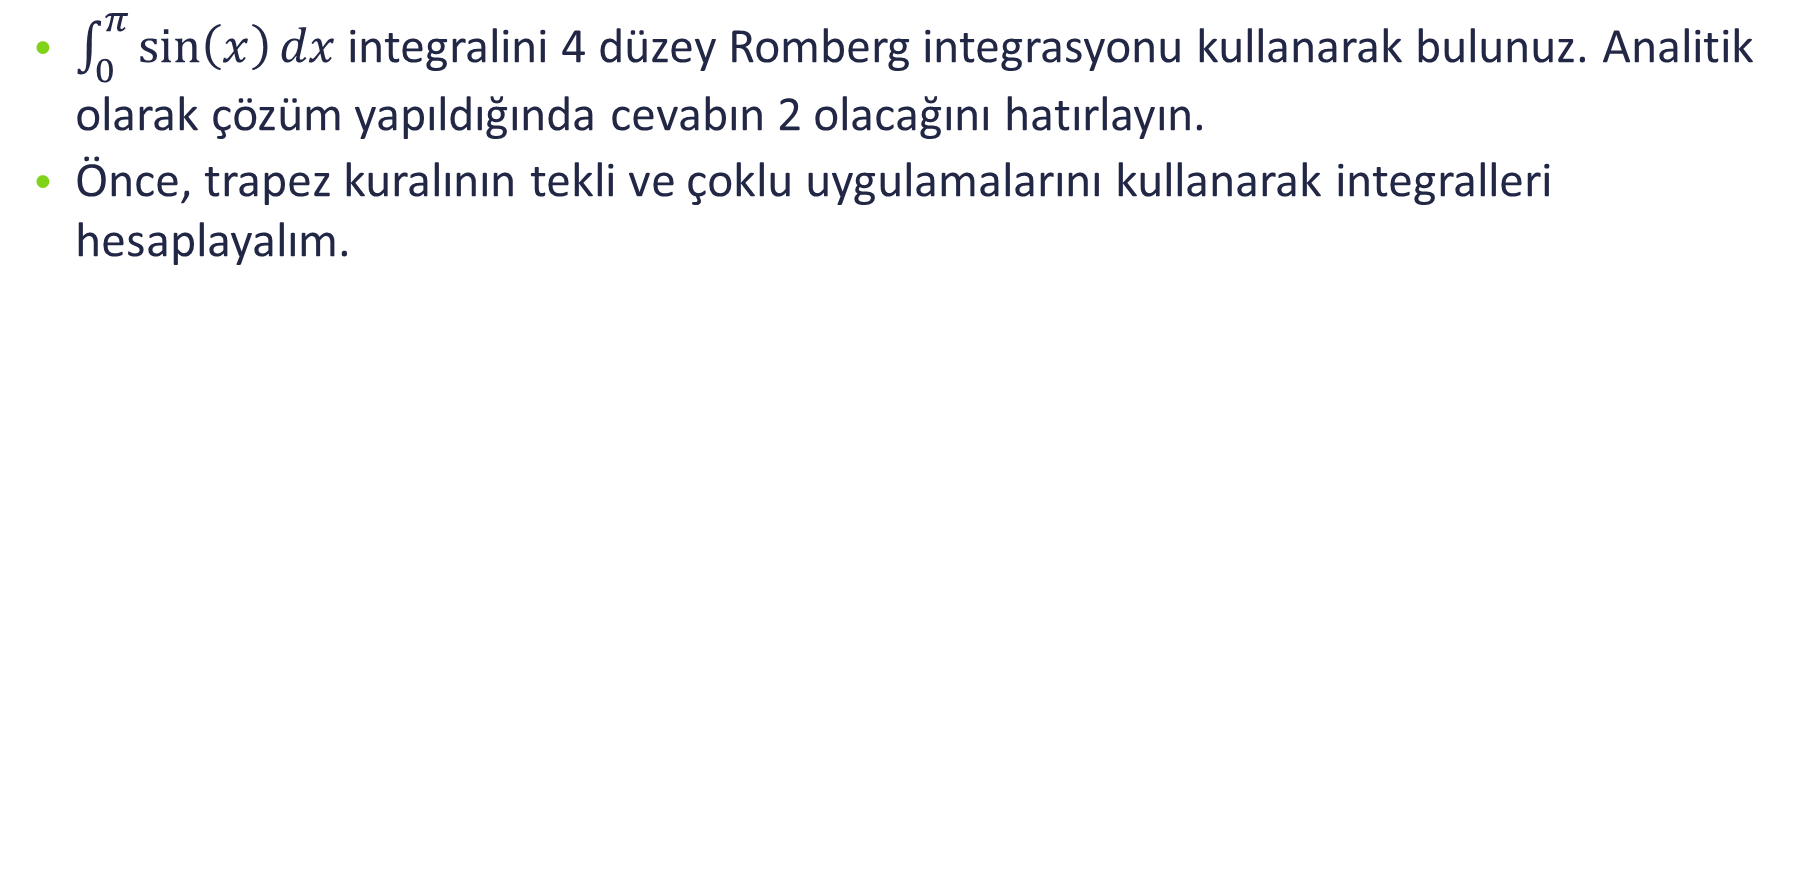 • ∫₀^π sin(x) dx integralini 4 düzey Romberg integrasyonu kullanarak bulunuz. Analitik
olarak çözüm yapıldığında cevabın 2 olacağını hatırlayın.
• Önce, trapez kuralının tekli ve çoklu uygulamalarını kullanarak integralleri
hesaplayalım.